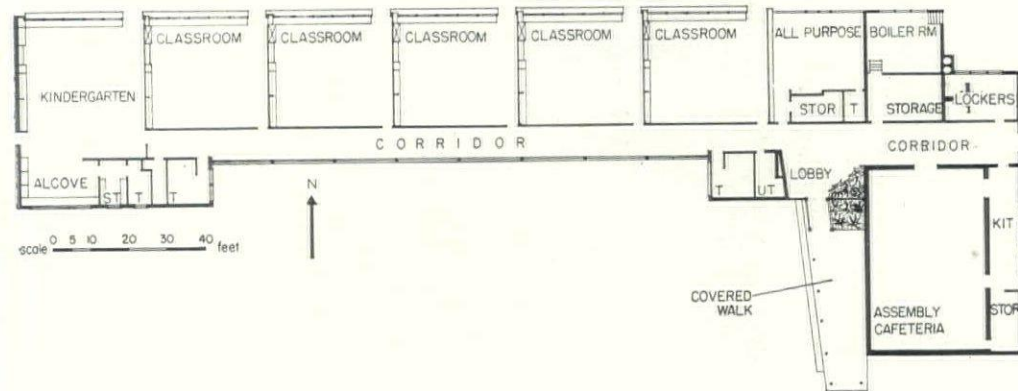 CLASSROOM CLASSROOM CLASSROOM CLASSROOM CLASSROOM ALL PURPOSE BOILER RM
KINDERGARTEN
STOR T STORAGE LOCKERS
CORRIDOR CORRIDOR
ALCOVE ST T T N T UT LOBBY
KIT
scale 0 5 10 20 30 40 feet
COVERED
WALK
ASSEMBLY
CAFETERIA
STOR